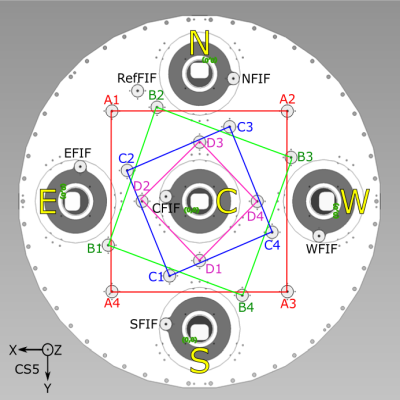 N
RefFIF
NFIF
B2
A1
A2
C3
D3
EFIF
C2
B3
D2
E
CFIF
C
D4
W
B1
C4
WFIF
D1
C1
A4
B4
A3
SFIF
X
Z
S
CS5
Y